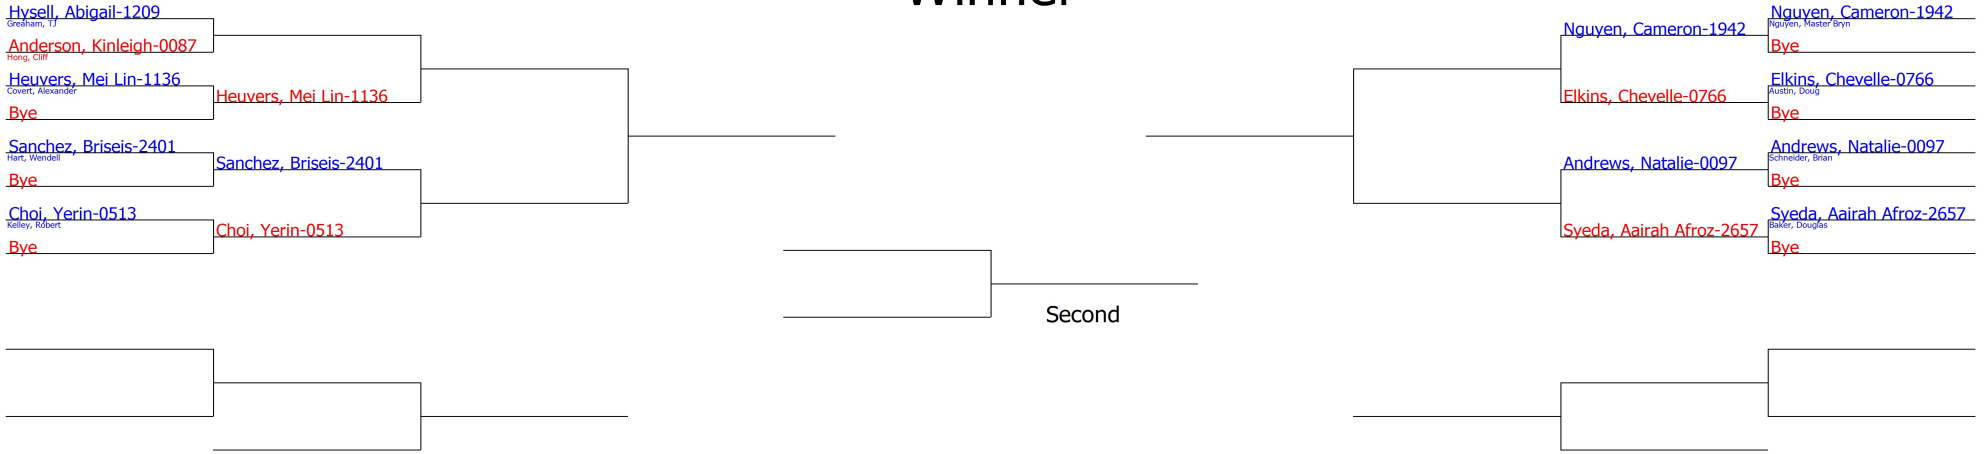 Winner
Hysell, Abigail-1209
Greaham, TJ
Anderson, Kinleigh-0087
Hong, Cliff
Heuvers, Mei Lin-1136
Covert, Alexander
Bye
Sanchez, Briseis-2401
Hart, Wendell
Bye
Choi, Yerin-0513
Kelley, Robert
Bye
Heuvers, Mei Lin-1136
Sanchez, Briseis-2401
Choi, Yerin-0513
Second
Nguyen, Cameron-1942
Elkins, Chevelle-0766
Andrews, Natalie-0097
Syeda, Aairah Afroz-2657
Nguyen, Cameron-1942
Nguyen, Master Bryn
Bye
Elkins, Chevelle-0766
Austin, Doug
Bye
Andrews, Natalie-0097
Schneider, Brian
Bye
Syeda, Aairah Afroz-2657
Baker, Douglas
Bye